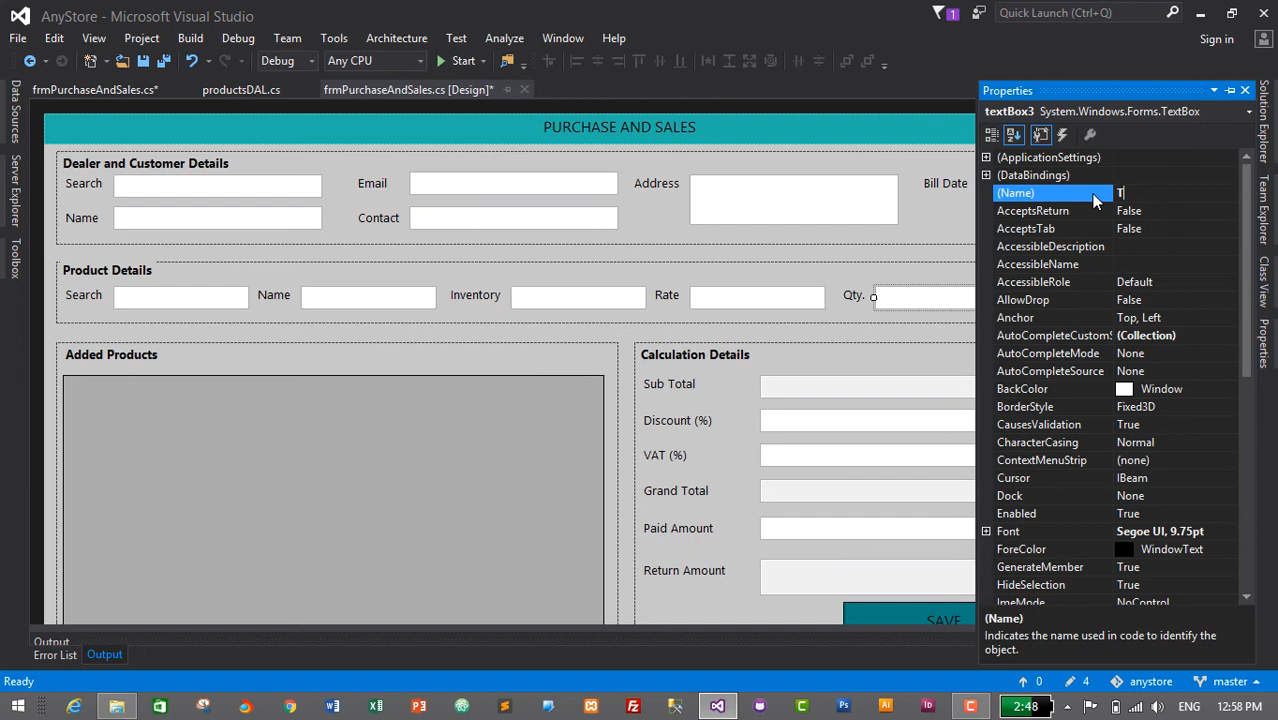 AnyStore - Microsoft Visual Studio
1
Quick Launch (Ctrl+Q)
File Edit View Project Build Debug Team Tools Architecture Test Analyze Window Help
Sign in
Debug Any CPU Start
frmPurchaseAndSales.cs* productsDAL.cs frmPurchaseAndSales.cs [Design]*
Data Sources
Server Explorer
Toolbox
PURCHASE AND SALES
Dealer and Customer Details
Search Email Address Bill Date
Name Contact
Product Details
Search Name Inventory Rate Qty.
Added Products
Calculation Details
Sub Total
Discount (%)
VAT (%)
Grand Total
Paid Amount
Return Amount
SAVE
Properties
textBox3 System.Windows.Forms.TextBox
(ApplicationSettings)
(DataBindings)
(Name) T
AcceptsReturn False
AcceptsTab False
AccessibleDescription
AccessibleName
AccessibleRole Default
AllowDrop False
Anchor Top, Left
AutoCompleteCustomS (Collection)
AutoCompleteMode None
AutoCompleteSource None
BackColor Window
BorderStyle Fixed3D
CausesValidation True
CharacterCasing Normal
ContextMenuStrip (none)
Cursor IBeam
Dock None
Enabled True
Font Segoe UI, 9.75pt
ForeColor WindowText
GenerateMember True
HideSelection True
ImeMode NoControl
(Name)
Indicates the name used in code to identify the
object.
Solution Explorer
Team Explorer
Class View
Properties
Output
Error List Output
Ready
0 4 anystore master
2:48 ENG 12:58 PM